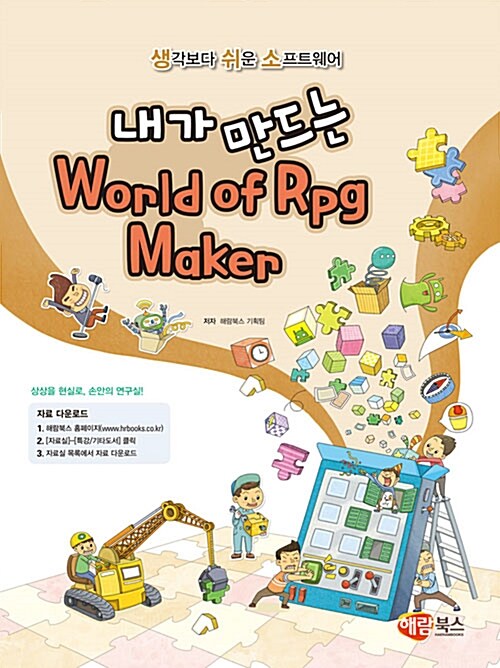 생각보다 쉬운 소프트웨어
내가 만드는
World of Rpg
Maker
저자 해람북스 기획팀
상상을 현실로, 손안의 연구실!
자료 다운로드
1. 해람북스 홈페이지(www.hrbooks.co.kr)
2. [자료실]-[특강/기타도서] 클릭
3. 자료실 목록에서 자료 다운로드
해람북스